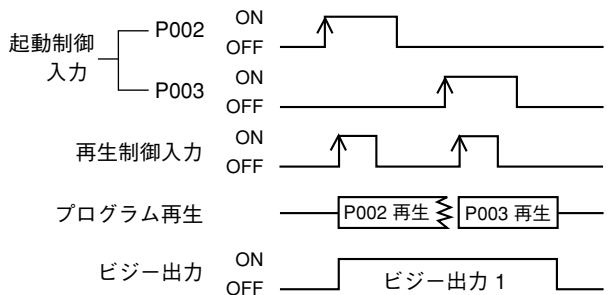 起動制御
入力
P002
ON
OFF
P003
ON
OFF
再生制御入力
ON
OFF
プログラム再生
P002 再生
P003 再生
ビジー出力
ON
OFF
ビジー出力 1